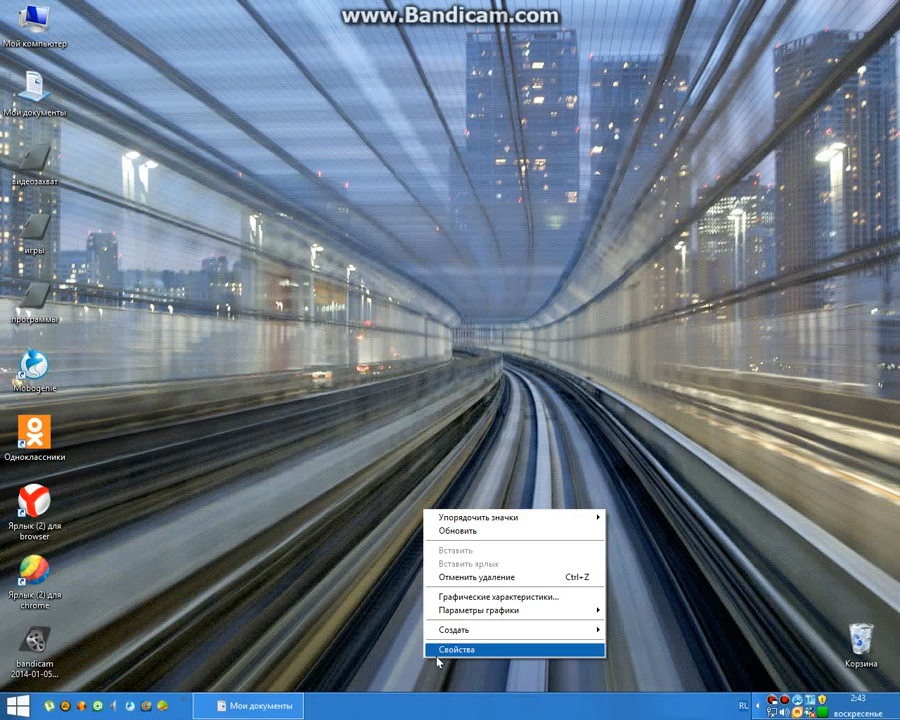 www.Bandicam.com
Мой компьютер
Мои документы
видеозахват
игры
программы
Mobogenie
Одноклассники
Ярлык (2) для
browser
Ярлык (2) для
chrome
bandicam
2014-01-05...
Упорядочить значки
Обновить
Вставить
Вставить ярлык
Отменить удаление Ctrl+Z
Графические характеристики...
Параметры графики
Создать
Свойства
Корзина
Мои документы
RL
2:43
воскресенье